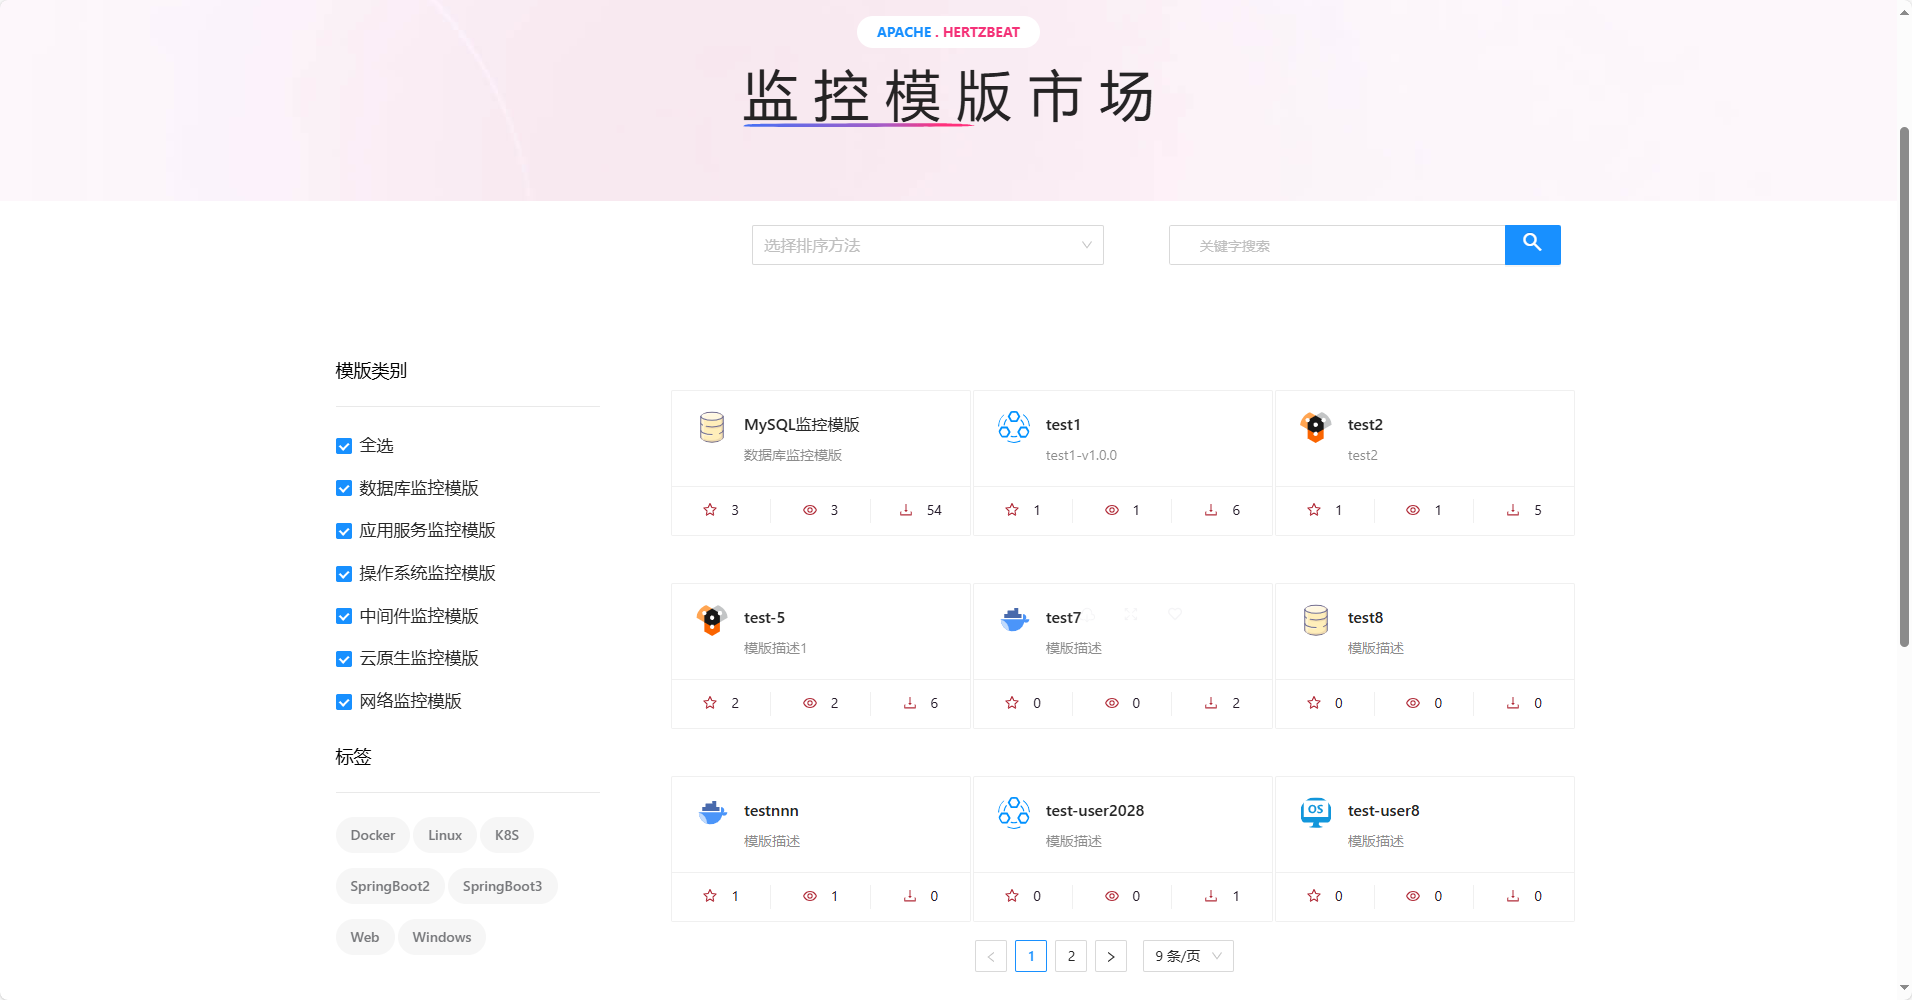 APACHE . HERTZBEAT
监控模版市场
选择排序方法
关键字搜索
模版类别
全选
数据库监控模版
应用服务监控模版
操作系统监控模版
中间件监控模版
云原生监控模版
网络监控模版
标签
Docker Linux K8S
SpringBoot2 SpringBoot3
Web Windows
MySQL监控模版
数据库监控模版
3 3 54
test1
test1-v1.0.0
1 1 6
test2
test2
1 1 5
test-5
模版描述1
2 2 6
test7
模版描述
0 0 2
test8
模版描述
0 0 0
testnnn
模版描述
1 1 0
test-user2028
模版描述
0 0 1
OS
test-user8
模版描述
0 0 0
< 1 2 > 9 条/页